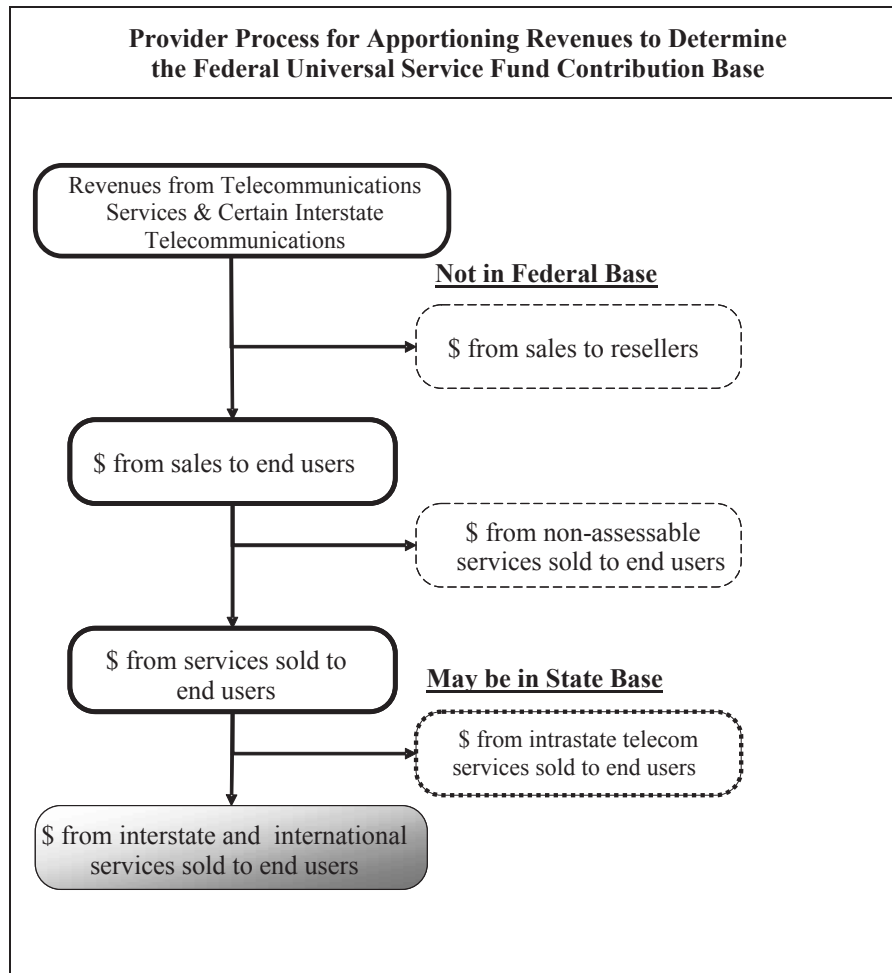 Provider Process for Apportioning Revenues to Determine
the Federal Universal Service Fund Contribution Base
Revenues from Telecommunications
Services & Certain Interstate
Telecommunications
Not in Federal Base
$ from sales to resellers
$ from sales to end users
$ from non-assessable
services sold to end users
$ from services sold to
end users
May be in State Base
$ from intrastate telecom
services sold to end users
$ from interstate and international
services sold to end users